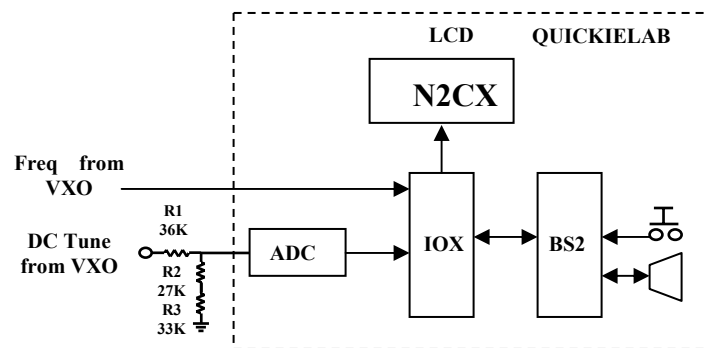 LCD QUICKIELAB
N2CX
Freq from
VXO
R1
36K
DC Tune
from VXO
ADC
IOX
BS2
R2
27K
R3
33K